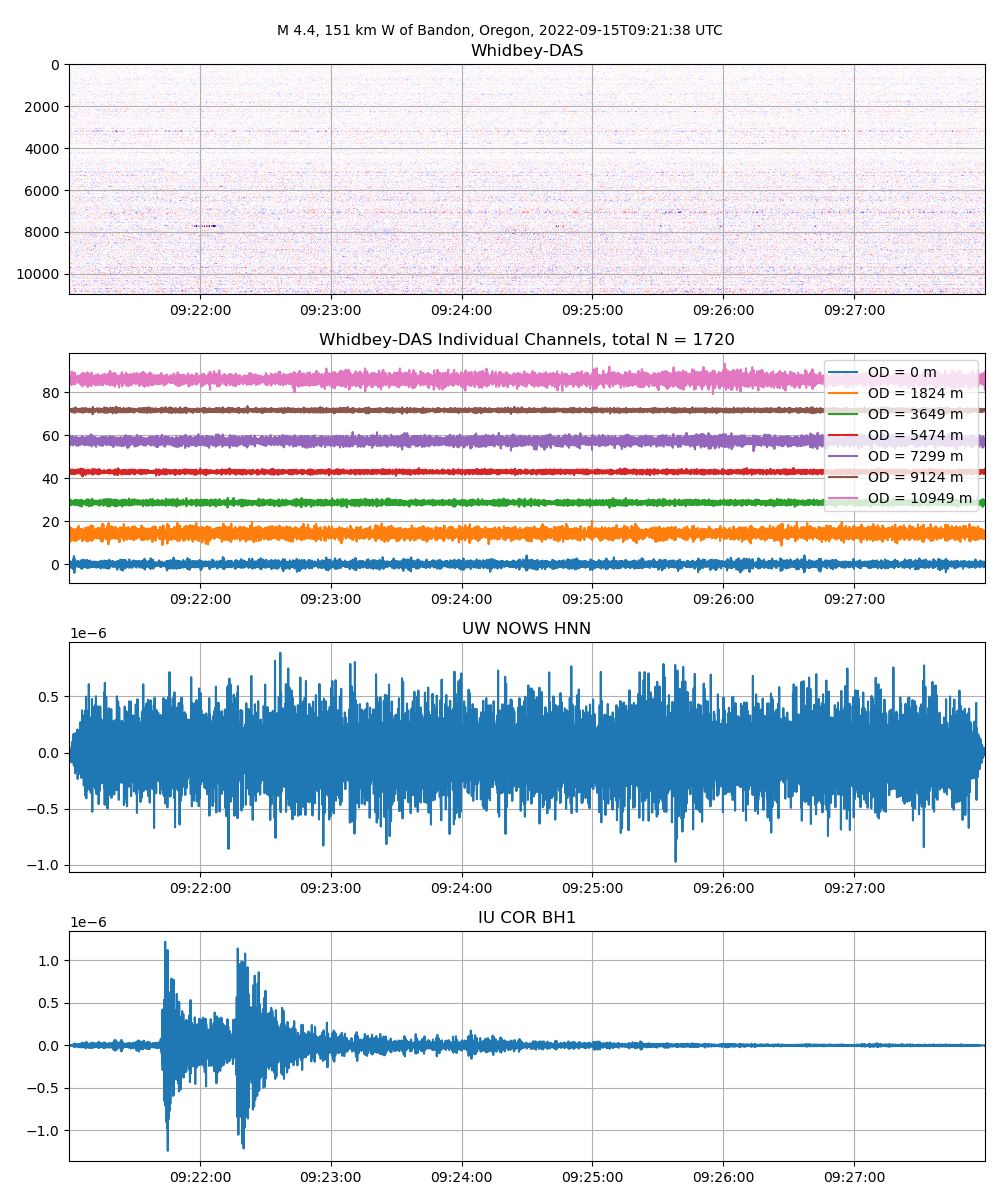 M 4.4, 151 km W of Bandon, Oregon, 2022-09-15T09:21:38 UTC
Whidbey-DAS
0
2000
4000
6000
8000
10000
09:22:00 09:23:00 09:24:00 09:25:00 09:26:00 09:27:00
Whidbey-DAS Individual Channels, total N = 1720
80
60
40
20
0
OD = 0 m
OD = 1824 m
OD = 3649 m
OD = 5474 m
OD = 7299 m
OD = 9124 m
OD = 10949 m
09:22:00 09:23:00 09:24:00 09:25:00 09:26:00 09:27:00
UW NOWS HNN
1e−6
0.5
0.0
−0.5
−1.0
09:22:00 09:23:00 09:24:00 09:25:00 09:26:00 09:27:00
IU COR BH1
1e−6
1.0
0.5
0.0
−0.5
−1.0
09:22:00 09:23:00 09:24:00 09:25:00 09:26:00 09:27:00